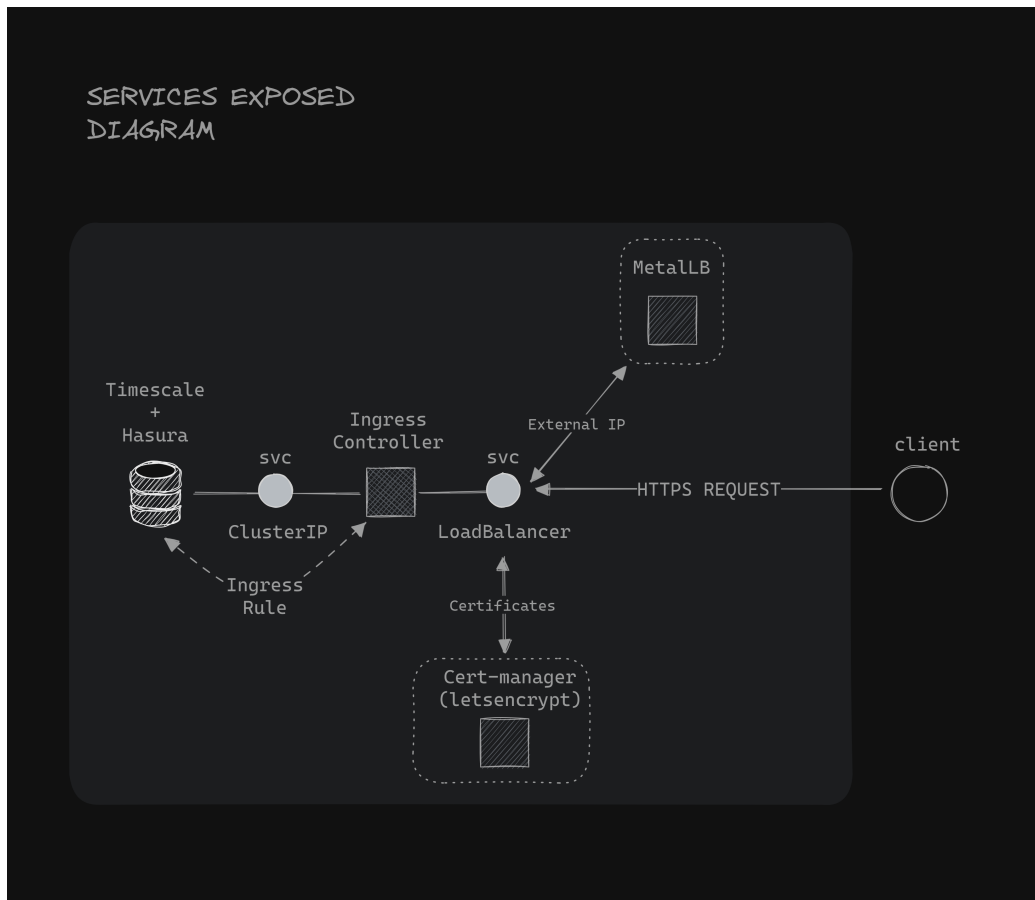 SERVICES EXPOSED
DIAGRAM
MetalLB
Timescale
+
Hasura
Ingress
Controller
External IP
client
svc
svc
HTTPS REQUEST
ClusterIP
LoadBalancer
Ingress
Rule
Certificates
Cert-manager
(letsencrypt)